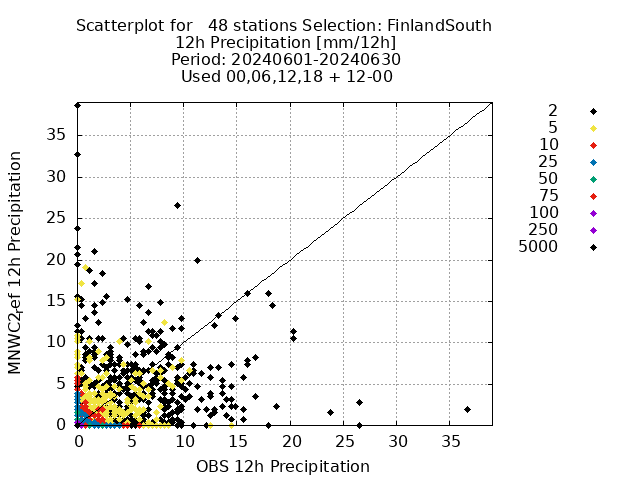 Scatterplot for 48 stations Selection: FinlandSouth
12h Precipitation [mm/12h]
Period: 20240601-20240630
Used 00,06,12,18 + 12-00
2
5
10
25
50
75
100
250
5000
MNWC2ref 12h Precipitation
35
30
25
20
15
10
5
0
0 5 10 15 20 25 30 35
OBS 12h Precipitation